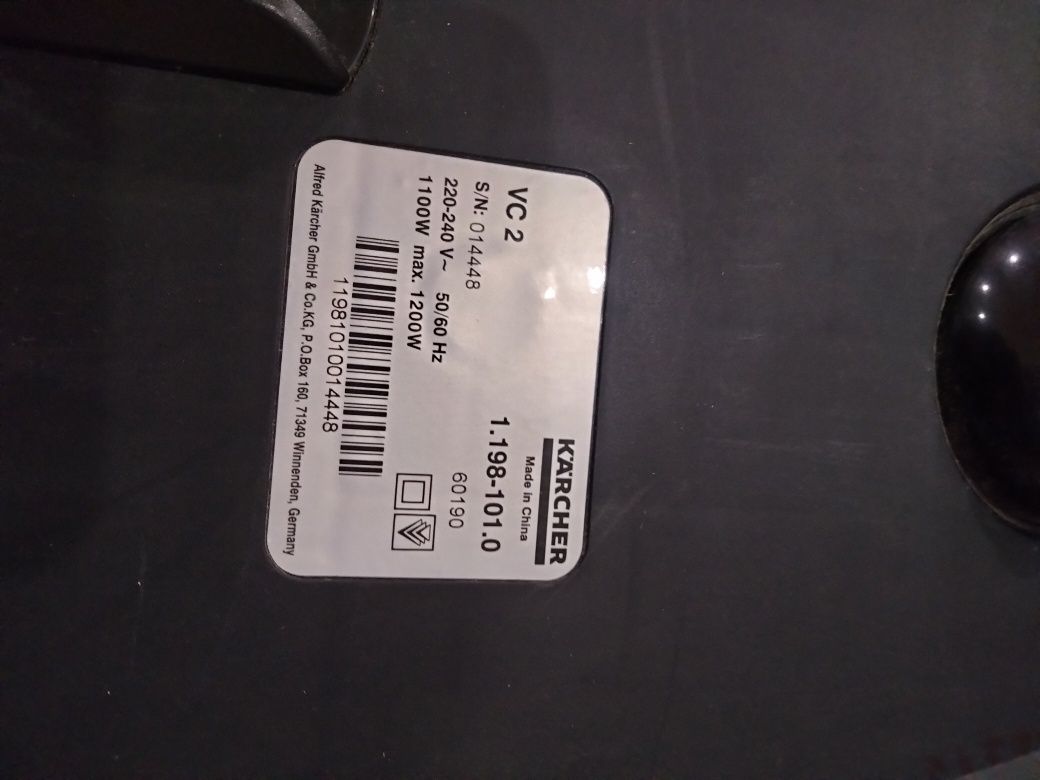 VC 2
KÄRCHER
Made in China
S/N: 014448
1.198-101.0
220-240 V~ 50/60 Hz
60190
1100W max. 1200W
11981010014448
Alfred Kärcher GmbH & Co.KG, P.O.Box 160, 71349 Winnenden, Germany